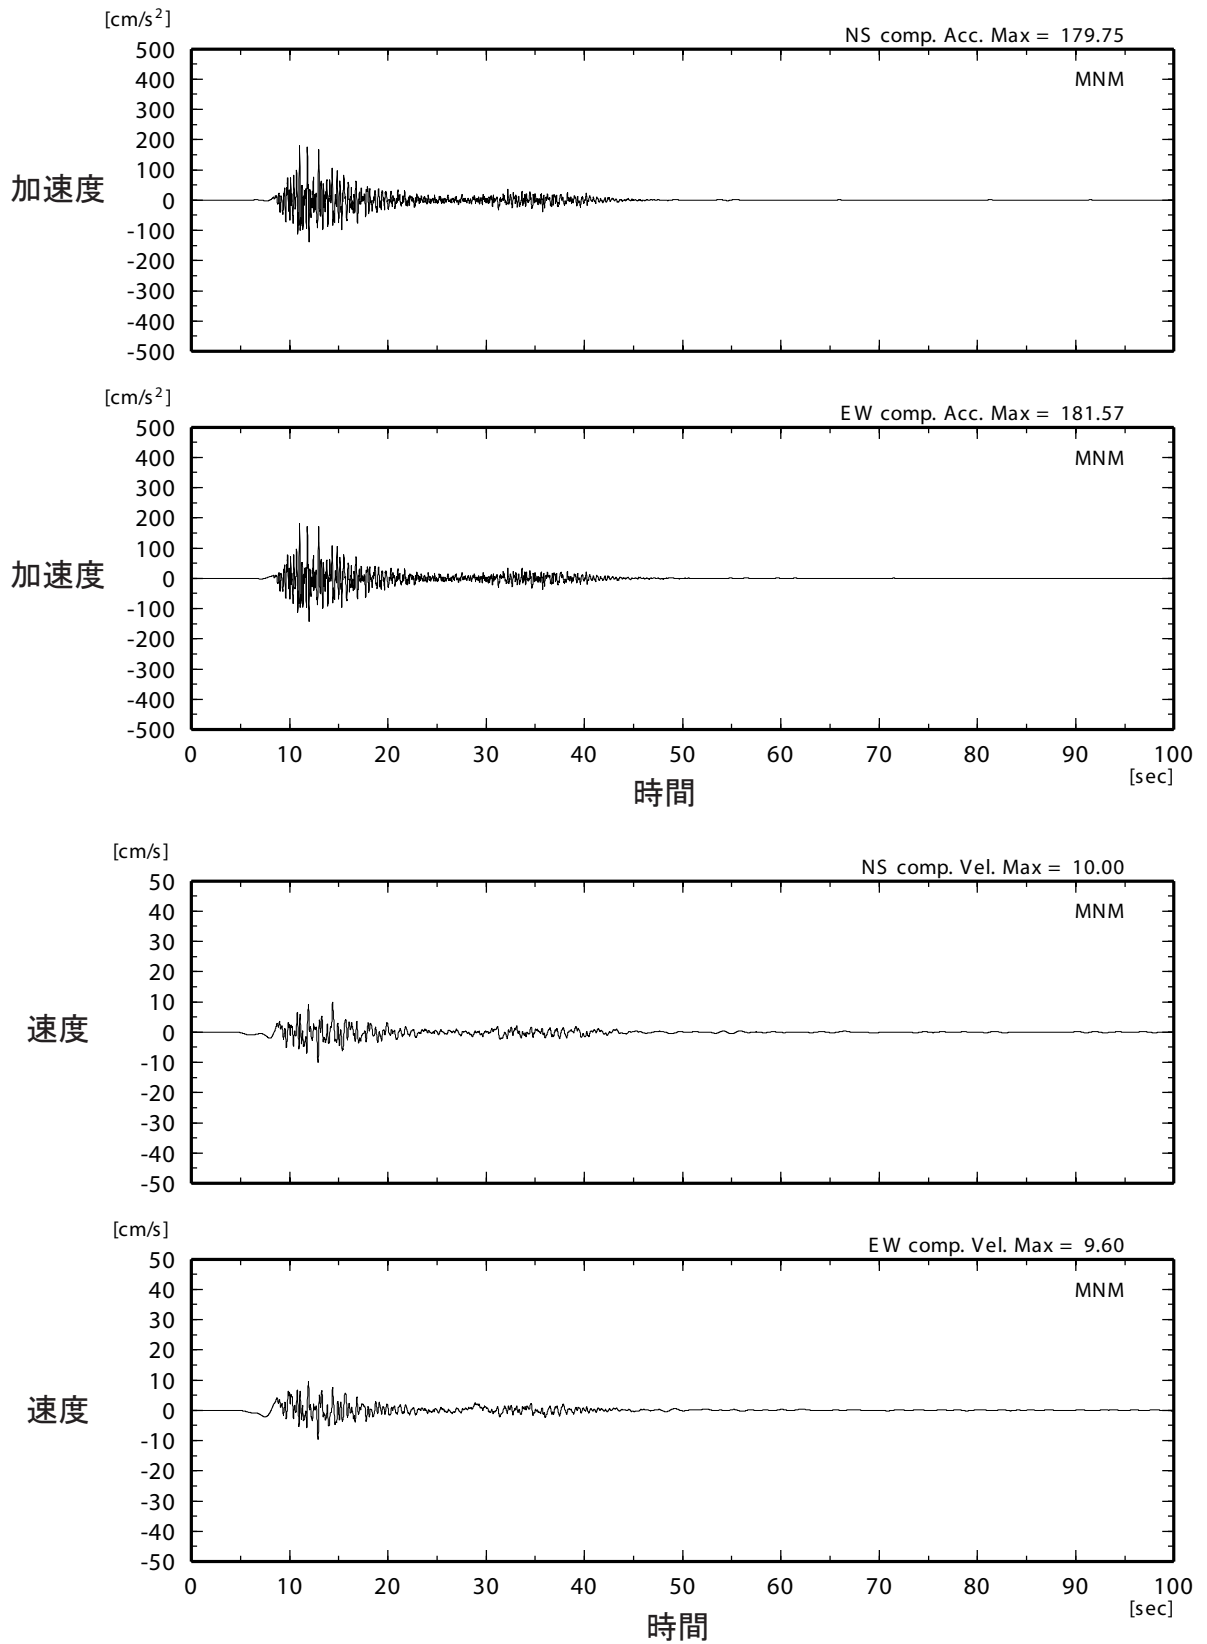 [cm/s²]
NS comp. Acc. Max = 179.75
500
MNM
400
300
200
100
加速度
0
-100
-200
-300
-400
-500
[cm/s²]
EW comp. Acc. Max = 181.57
500
MNM
400
300
200
100
加速度
0
-100
-200
-300
-400
-500
0 10 20 30 40 50 60 70 80 90 100
[sec]
時間
[cm/s]
NS comp. Vel. Max = 10.00
50
MNM
40
30
20
10
速度
0
-10
-20
-30
-40
-50
[cm/s]
EW comp. Vel. Max = 9.60
50
MNM
40
30
20
10
速度
0
-10
-20
-30
-40
-50
0 10 20 30 40 50 60 70 80 90 100
[sec]
時間